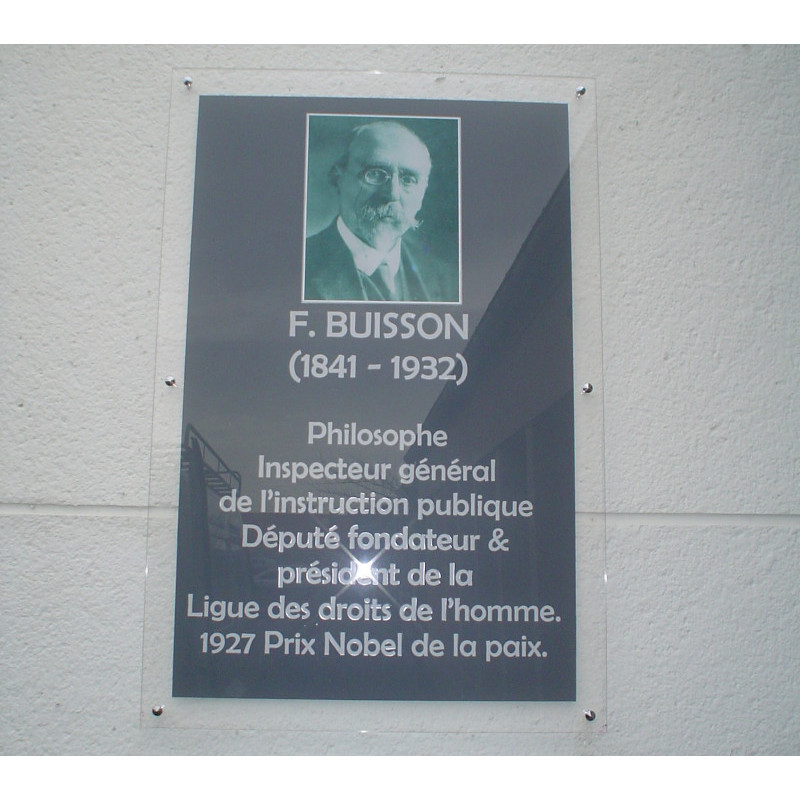 F. BUISSON
(1841 - 1932)
Philosophe
Inspecteur général
de l'instruction publique
Député fondateur &
président de la
Ligue des droits de l'homme.
1927 Prix Nobel de la paix.